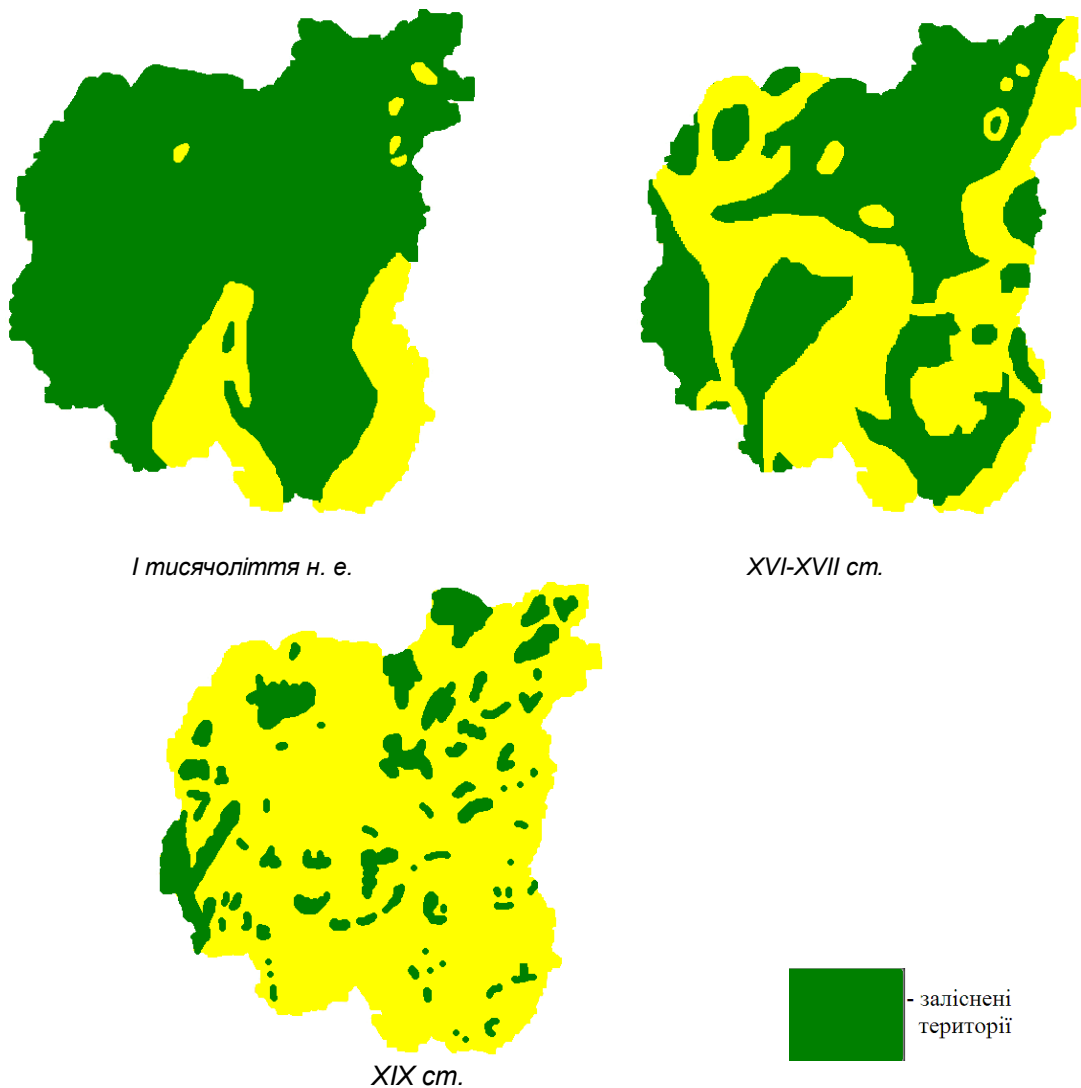 І тисячоліття н. е.
XVI-XVII ст.
XIX ст.
- заліснені
території